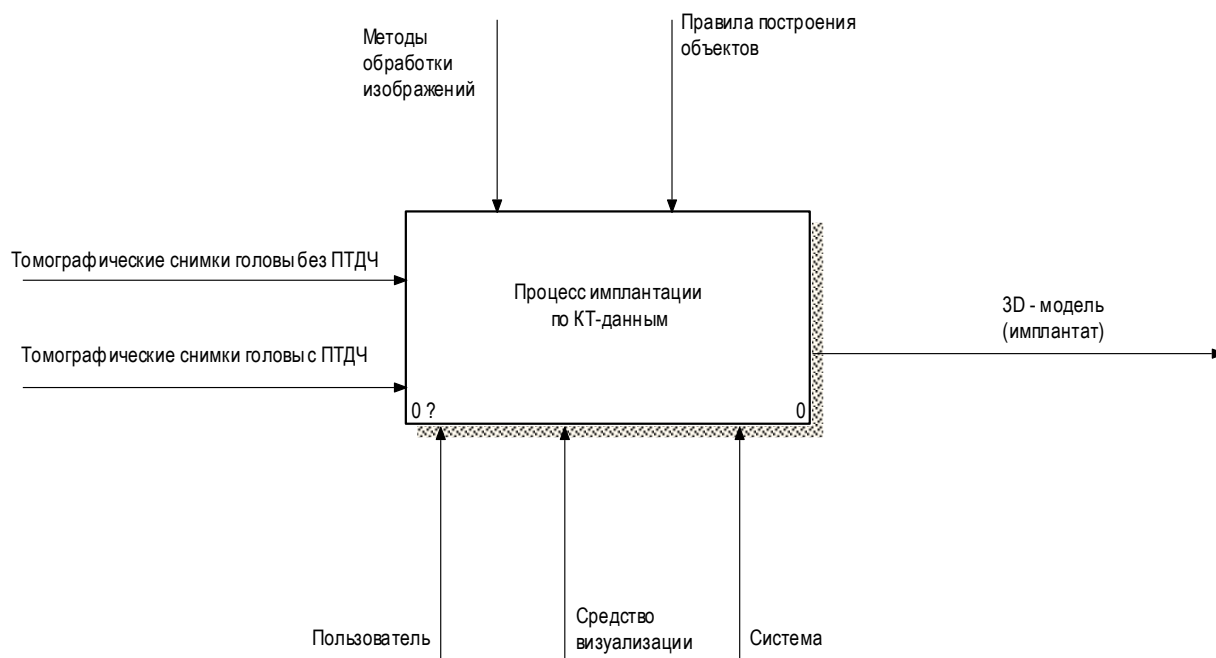 Методы
обработки
изображений
Правила построения
объектов
Томографические снимки головы без ПТДЧ
Процесс имплантации
по КТ-данным
3D - модель
(имплантат)
Томографические снимки головы с ПТДЧ
0 ?
0
Пользователь
Средство
визуализации
Система